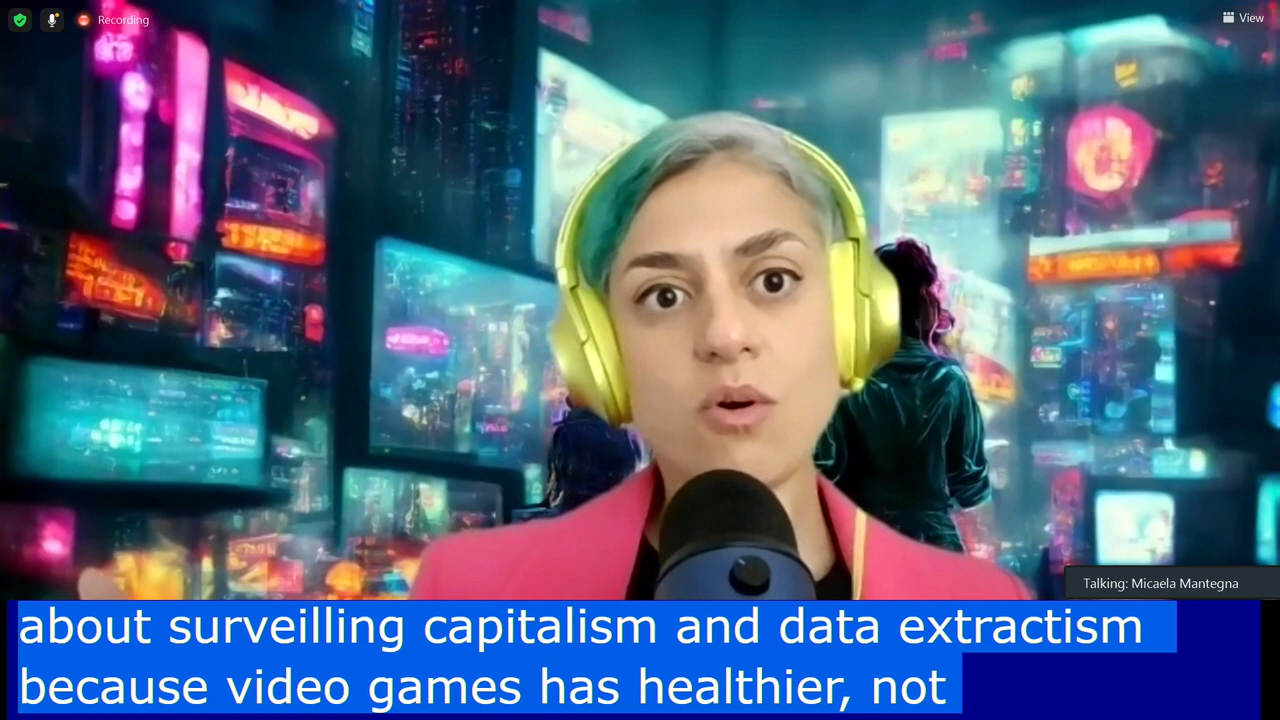 Recording
View
Talking: Micaela Mantegna
about surveilling capitalism and data extractism
because video games has healthier, not